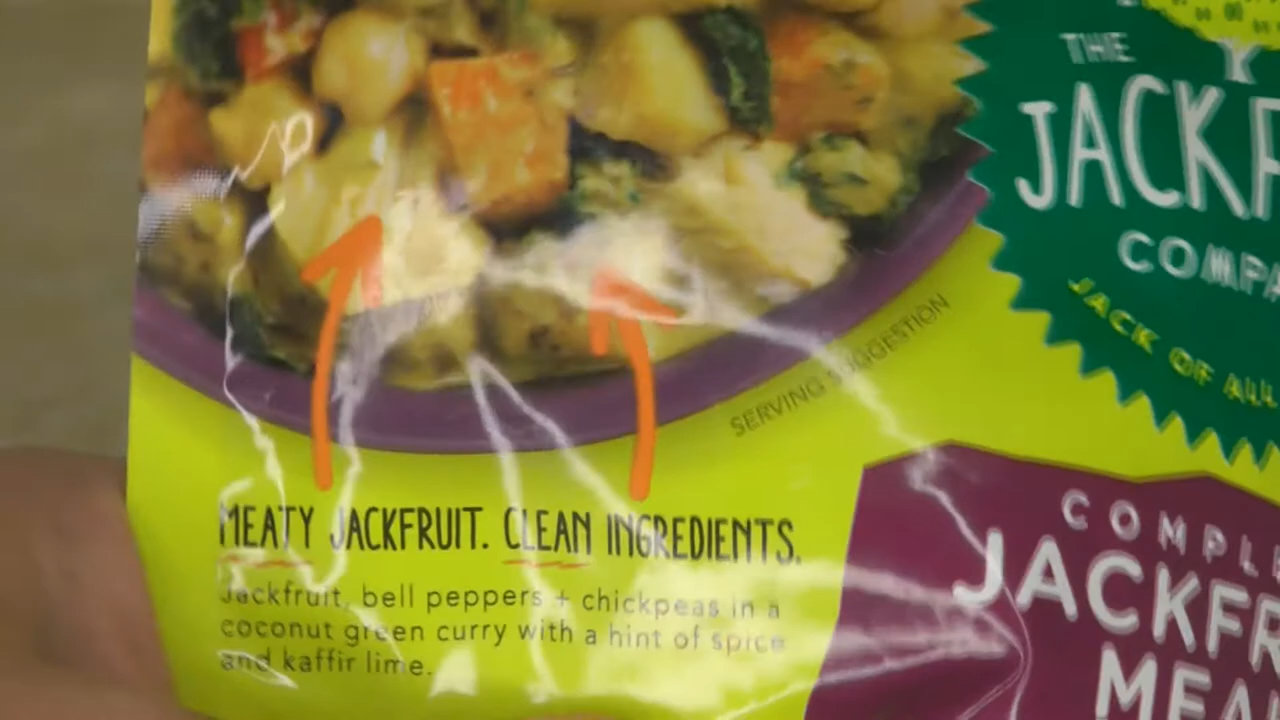 THE
COMPA
JACK OF ALL
SERVING SUGGESTION
MEATY JACKFRUIT. CLEAN INGREDIENTS.
Jackfruit, bell peppers + chickpeas in a
coconut green curry with a hint of spice
and kaffir lime.
COMPLE
JACKFR
MEA